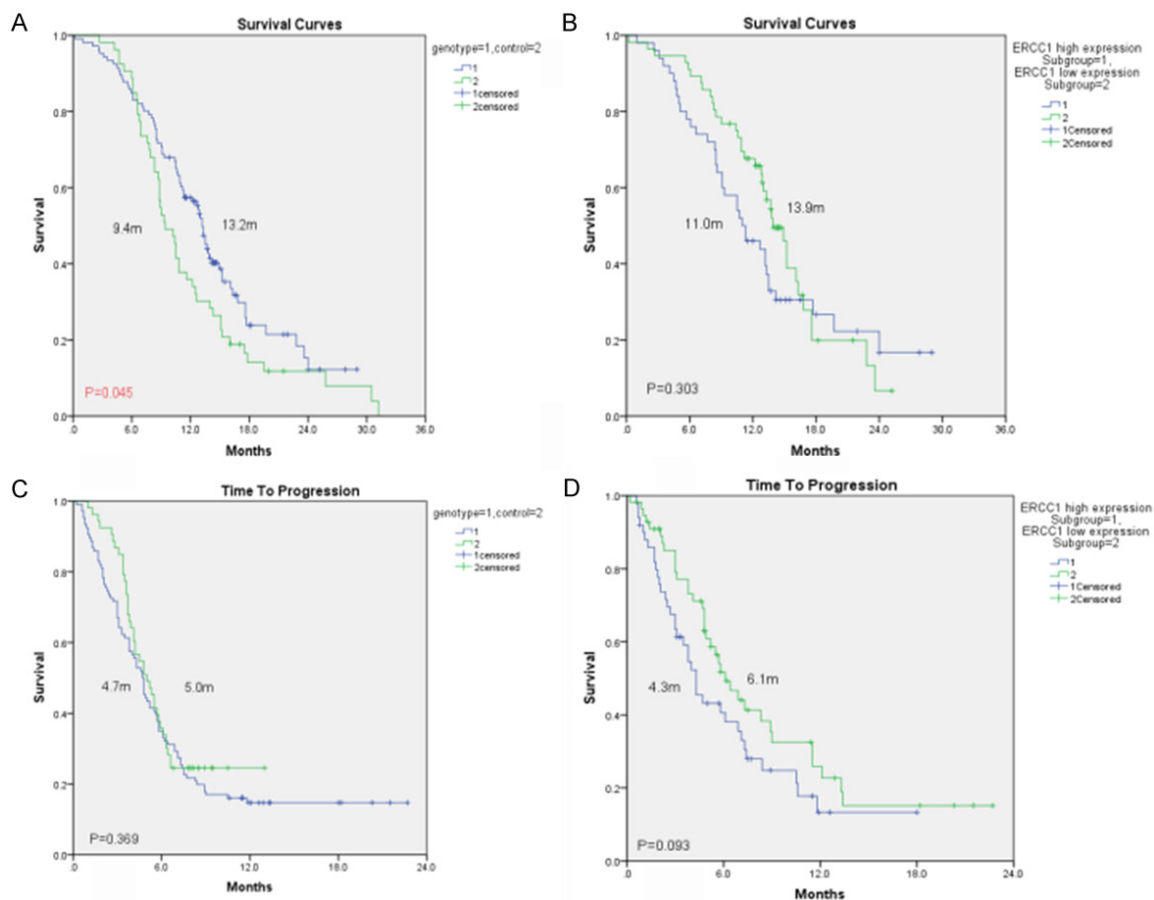 A
Survival Curves
genotype=1,control=2
1
2
1censored
2censored
1.0
0.8
0.6
0.4
0.2
0.0
Survival
9.4m
13.2m
P=0.045
.0
6.0
12.0
18.0
24.0
30.0
36.0
Months
B
Survival Curves
ERCC1 high expression
Subgroup=1,
ERCC1 low expression
Subgroup=2
1
2
1Censored
2Censored
1.0
0.8
0.6
0.4
0.2
0.0
Survival
11.0m
13.9m
P=0.303
.0
6.0
12.0
18.0
24.0
30.0
36.0
Months
C
Time To Progression
genotype=1,control=2
1
2
1censored
2censored
1.0
0.8
0.6
0.4
0.2
0.0
Survival
4.7m
5.0m
P=0.369
.0
6.0
12.0
18.0
24.0
Months
D
Time To Progression
ERCC1 high expression
Subgroup=1,
ERCC1 low expression
Subgroup=2
1
2
1Censored
2Censored
1.0
0.8
0.6
0.4
0.2
0.0
Survival
4.3m
6.1m
P=0.093
.0
6.0
12.0
18.0
24.0
Months